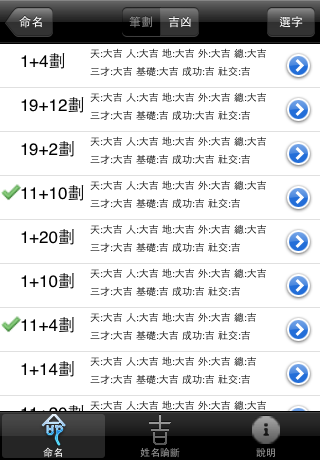 命名 筆劃 吉凶 選字
1+4劃 天:大吉 人:大吉 地:大吉 外:大吉 總:大吉
三才:大吉 基礎:大吉 成功:吉 社交:吉
19+12劃 天:大吉 人:大吉 地:大吉 外:大吉 總:大吉
三才:大吉 基礎:吉 成功:大吉 社交:吉
19+2劃 天:大吉 人:大吉 地:大吉 外:大吉 總:大吉
三才:大吉 基礎:吉 成功:大吉 社交:吉
11+10劃 天:大吉 人:大吉 地:大吉 外:大吉 總:大吉
三才:大吉 基礎:大吉 成功:吉 社交:吉
1+20劃 天:大吉 人:大吉 地:大吉 外:大吉 總:大吉
三才:大吉 基礎:吉 成功:吉 社交:吉
1+10劃 天:大吉 人:大吉 地:大吉 外:大吉 總:大吉
三才:大吉 基礎:吉 成功:吉 社交:吉
11+4劃 天:大吉 人:大吉 地:大吉 外:大吉 總:吉
三才:大吉 基礎:大吉 成功:吉 社交:吉
1+14劃 天:大吉 人:大吉 地:大吉 外:大吉 總:吉
三才:大吉 基礎:大吉 成功:吉 社交:吉
天:大吉 人:大吉 地:大吉 外:大吉 總:大吉
命 吉 i
命名 姓名論斷 說明